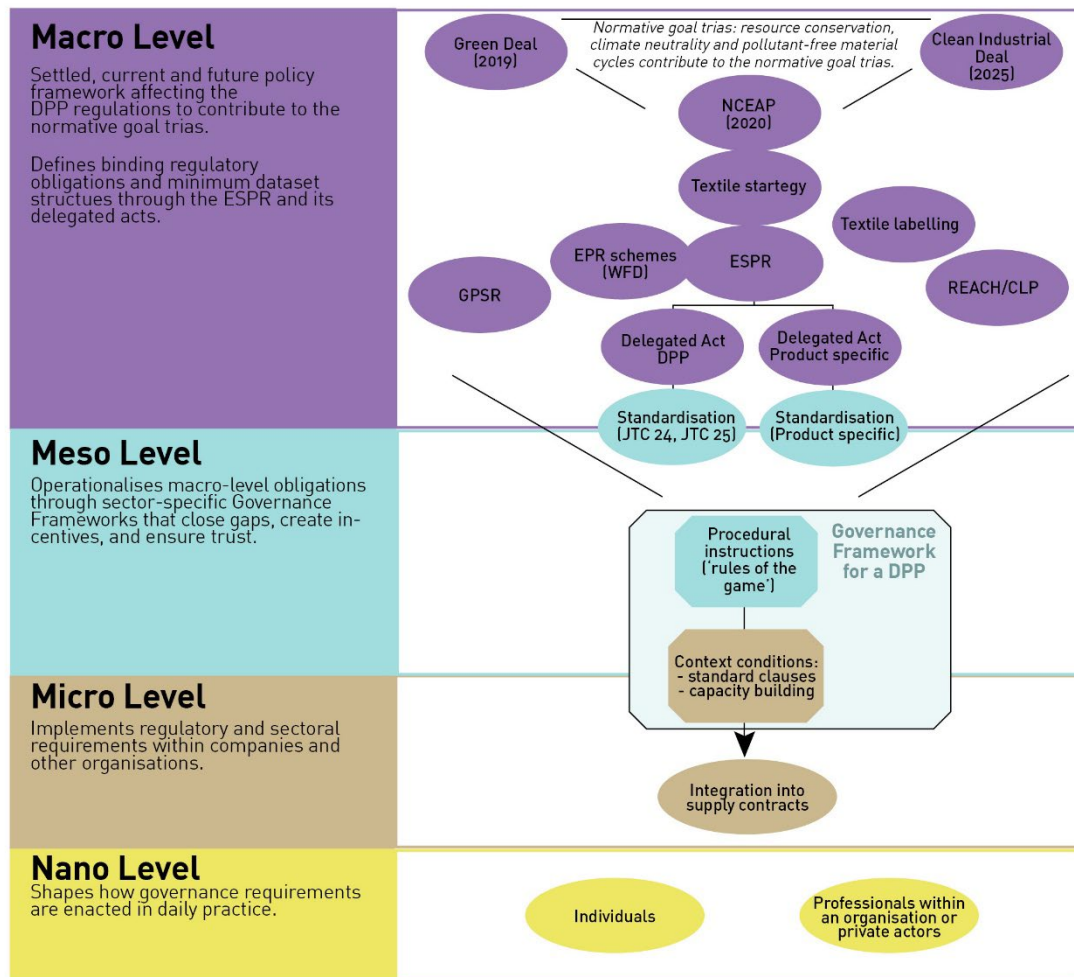 Macro Level
Settled, current and future policy
framework affecting the
DPP regulations to contribute to the
normative goal trias.
Defines binding regulatory
obligations and minimum dataset
structues through the ESPR and its
delegated acts.
Green Deal
(2019)
Normative goal trias: resource conservation,
climate neutrality and pollutant-free material
cycles contribute to the normative goal trias.
Clean Industrial
Deal
(2025)
NCEAP
(2020)
Textile startegy
Textile labelling
EPR schemes
(WFD)
ESPR
GPSR
REACH/CLP
Delegated Act
DPP
Delegated Act
Product specific
Standardisation
(JTC 24, JTC 25)
Standardisation
(Product specific)
Meso Level
Operationalises macro-level obligations
through sector-specific Governance
Frameworks that close gaps, create in-
centives, and ensure trust.
Procedural
instructions
(‘rules of the
game’)
Governance
Framework
for a DPP
Context conditions:
- standard clauses
- capacity building
Micro Level
Implements regulatory and sectoral
requirements within companies and
other organisations.
Integration into
supply contracts
Nano Level
Shapes how governance requirements
are enacted in daily practice.
Individuals
Professionals within
an organisation or
private actors